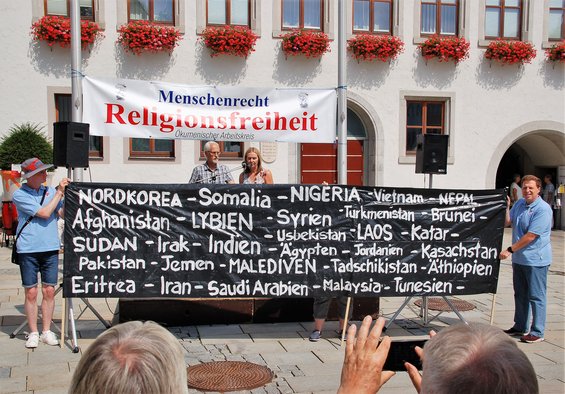 Menschenrecht
Religionsfreiheit
Ökumenischer Arbeitskreis
NORDKOREA - Somalia - NIGERIA - Vietnam - NEPAL
Afghanistan - LYBIEN - Syrien - Turkmenistan - Brunei -
SUDAN - Irak - Indien - Usbekistan - LAOS - Katar -
Ägypten - Jordanien - Kasachstan
Pakistan - Jemen - MALEDIVEN - Tadschikistan - Äthiopien
Eritrea - Iran - Saudi Arabien - Malaysia - Tunesien -